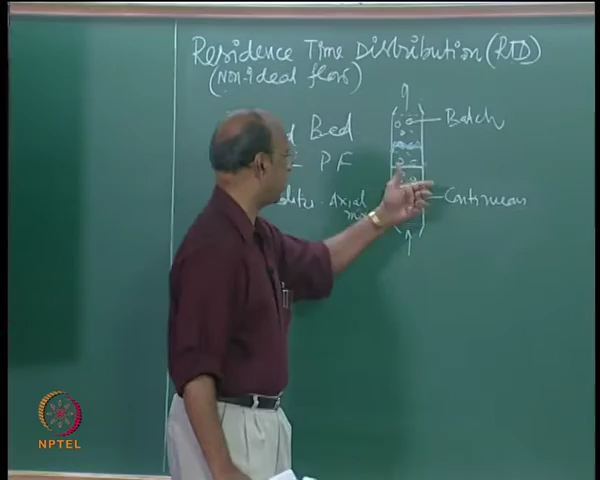 Residence Time Distribution (RTD)
(Non-ideal flow)
Bed
Batch
PF
Axial
Continuous
NPTEL